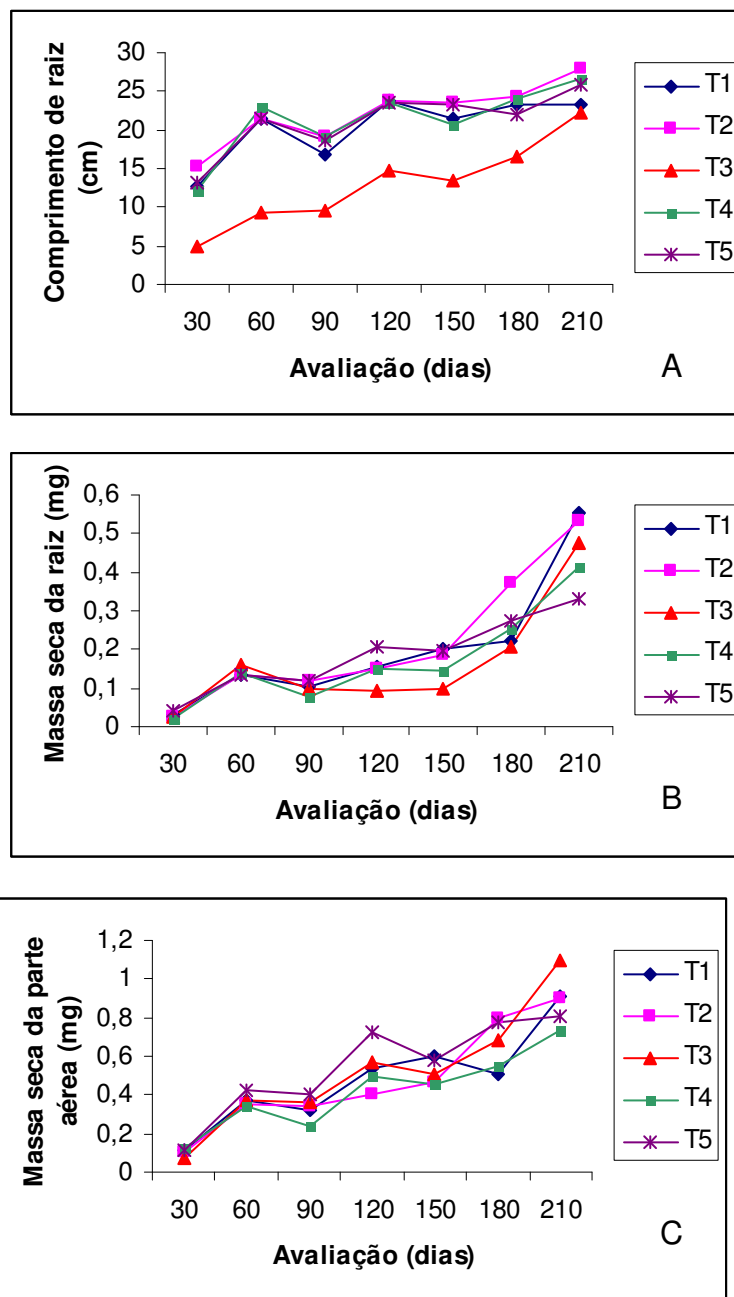 Comprimento de raiz
(cm)
30
25
20
15
10
5
0
30 60 90 120 150 180 210
Avaliação (dias)
T1
T2
T3
T4
T5
A
Massa seca da raiz (mg)
0,6
0,5
0,4
0,3
0,2
0,1
0
30 60 90 120 150 180 210
Avaliação (dias)
T1
T2
T3
T4
T5
B
Massa seca da parte
aérea (mg)
1,2
1
0,8
0,6
0,4
0,2
0
30 60 90 120 150 180 210
Avaliação (dias)
T1
T2
T3
T4
T5
C